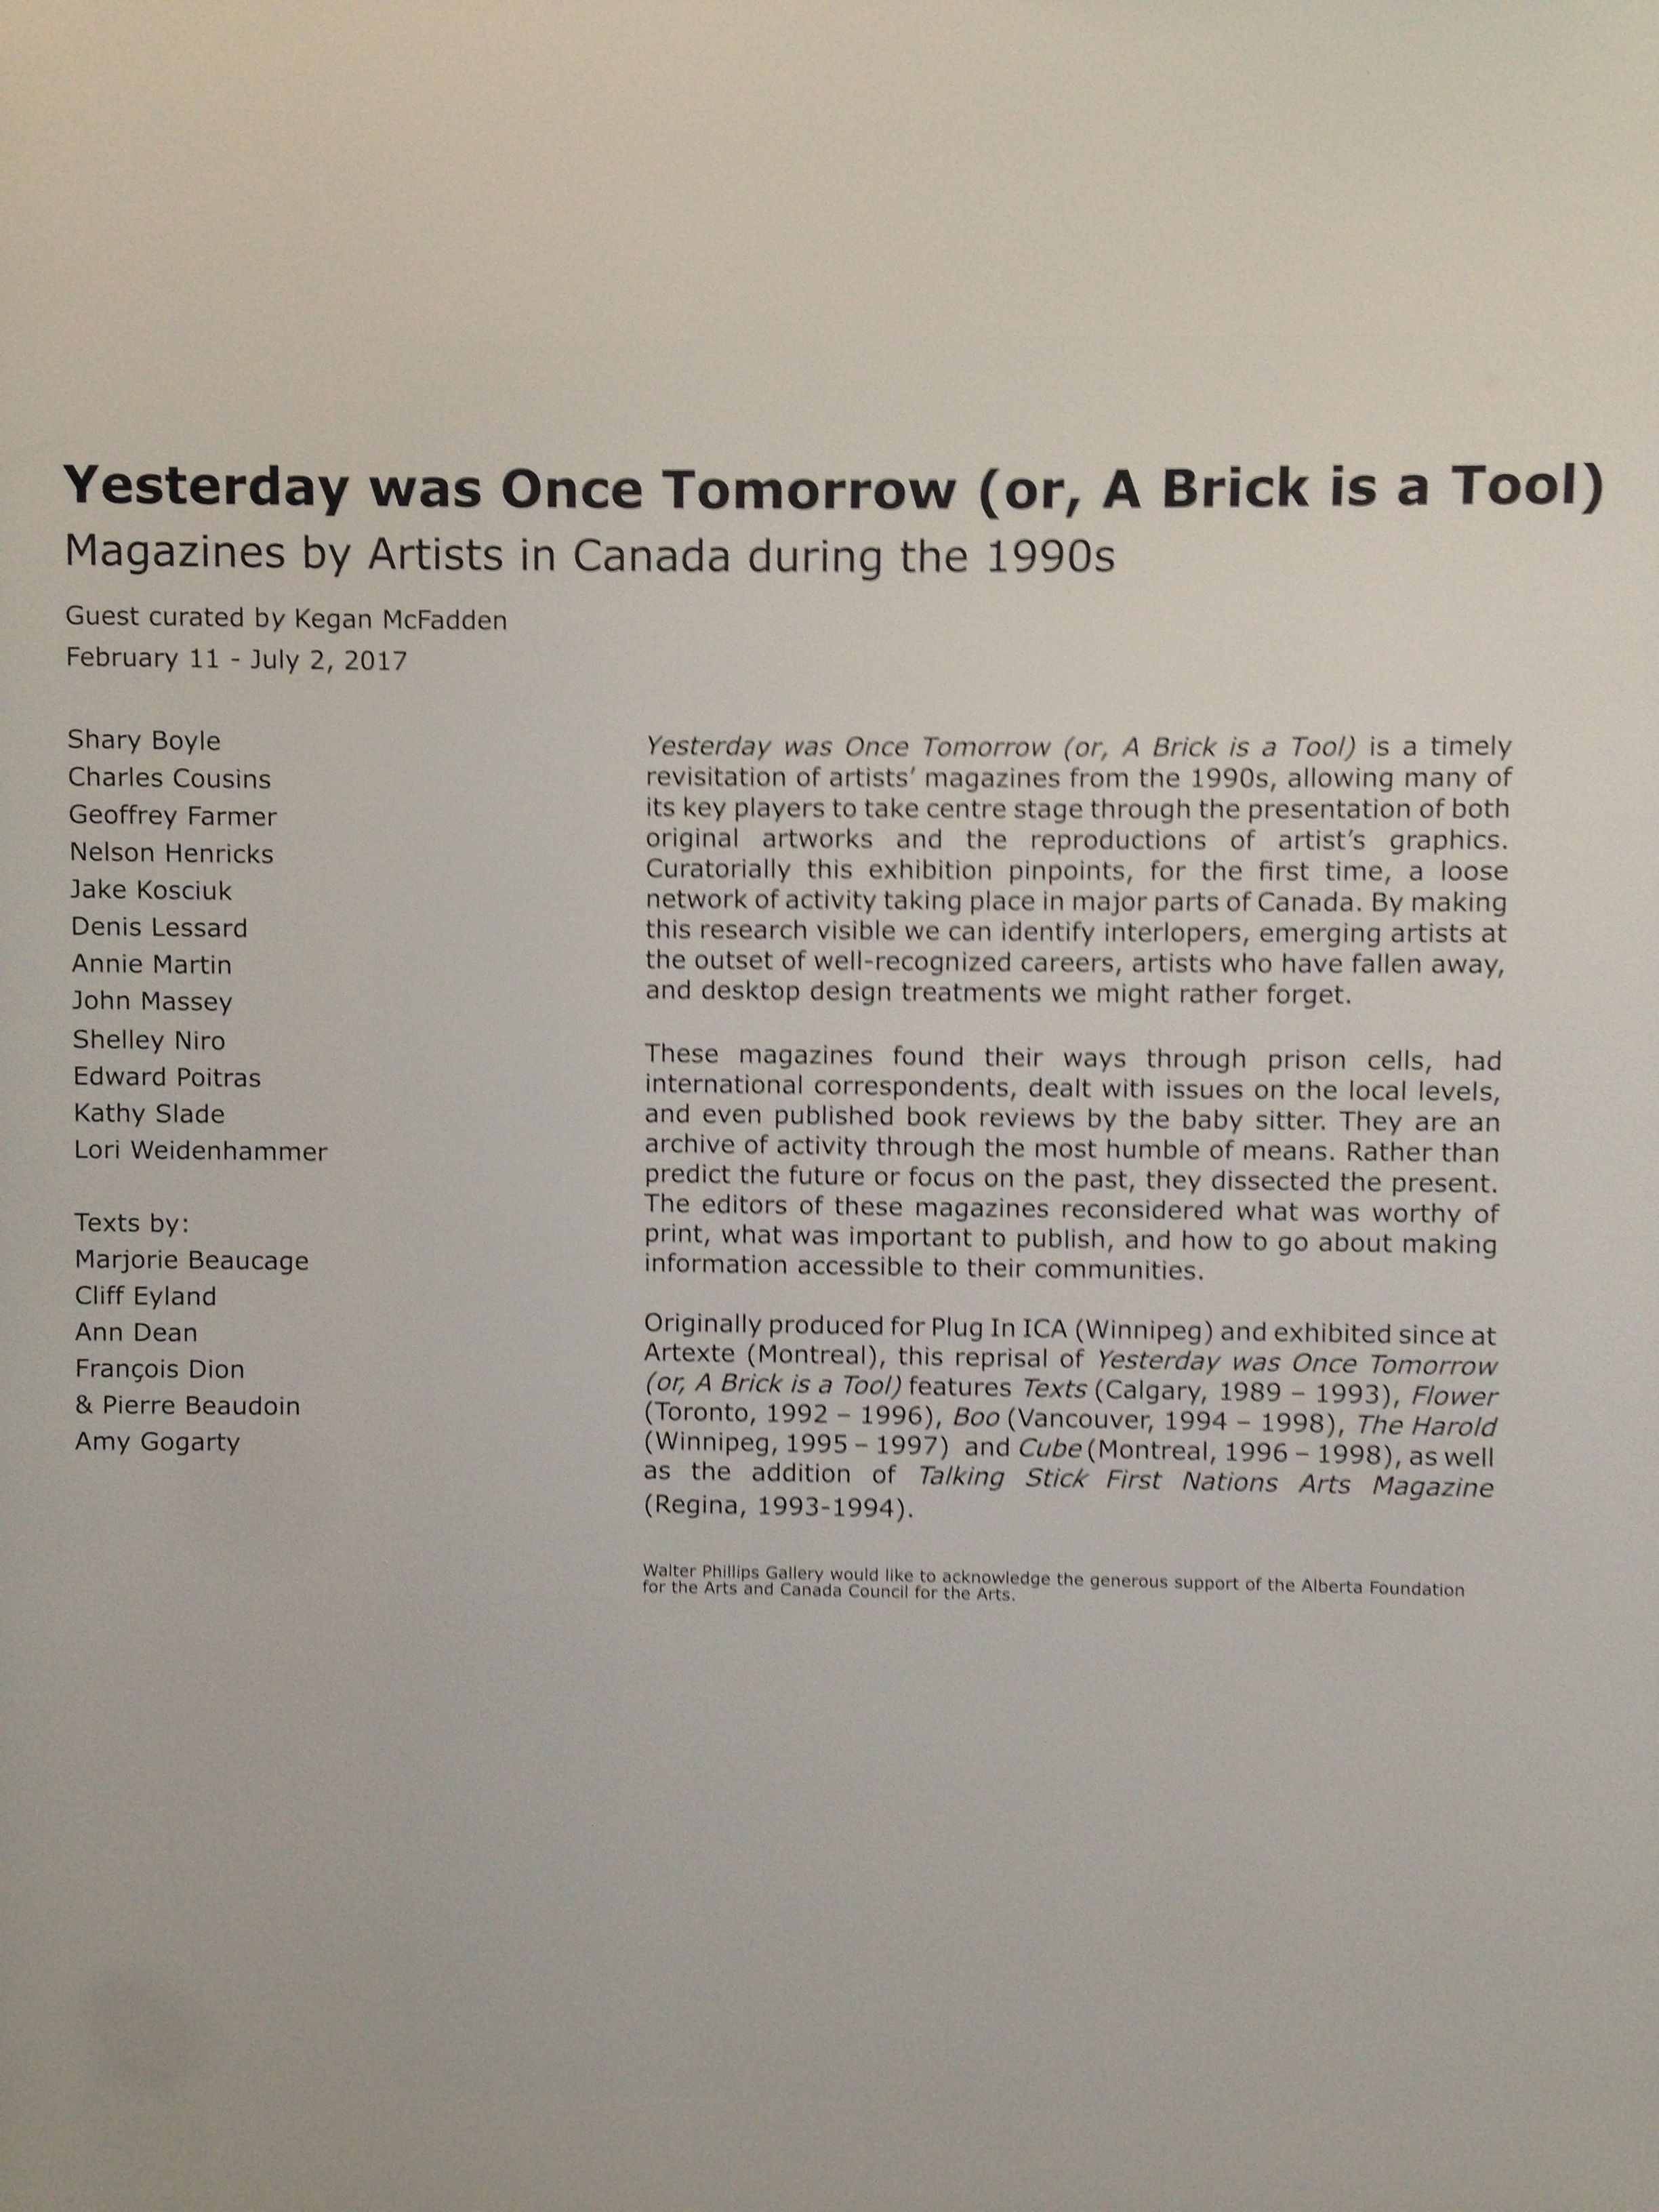 Yesterday was Once Tomorrow (or, A Brick is a Tool)
Magazines by Artists in Canada during the 1990s
Guest curated by Kegan McFadden
February 11 - July 2, 2017
Shary Boyle
Charles Cousins
Geoffrey Farmer
Nelson Henricks
Jake Kosciuk
Denis Lessard
Annie Martin
John Massey
Shelley Niro
Edward Poitras
Kathy Slade
Lori Weidenhammer
Texts by:
Marjorie Beaucage
Cliff Eyland
Ann Dean
François Dion
& Pierre Beaudoin
Amy Gogarty
Yesterday was Once Tomorrow (or, A Brick is a Tool) is a timely
revisitation of artists’ magazines from the 1990s, allowing many of
its key players to take centre stage through the presentation of both
original artworks and the reproductions of artist’s graphics.
Curatorially this exhibition pinpoints, for the first time, a loose
network of activity taking place in major parts of Canada. By making
this research visible we can identify interlopers, emerging artists at
the outset of well-recognized careers, artists who have fallen away,
and desktop design treatments we might rather forget.
These magazines found their ways through prison cells, had
international correspondents, dealt with issues on the local levels,
and even published book reviews by the baby sitter. They are an
archive of activity through the most humble of means. Rather than
predict the future or focus on the past, they dissected the present.
The editors of these magazines reconsidered what was worthy of
print, what was important to publish, and how to go about making
information accessible to their communities.
Originally produced for Plug In ICA (Winnipeg) and exhibited since at
Artexte (Montreal), this reprisal of Yesterday was Once Tomorrow
(or, A Brick is a Tool) features Texts (Calgary, 1989 – 1993), Flower
(Toronto, 1992 – 1996), Boo (Vancouver, 1994 – 1998), The Harold
(Winnipeg, 1995 – 1997) and Cube (Montreal, 1996 – 1998), as well
as the addition of Talking Stick First Nations Arts Magazine
(Regina, 1993-1994).
Walter Phillips Gallery would like to acknowledge the generous support of the Alberta Foundation
for the Arts and Canada Council for the Arts.